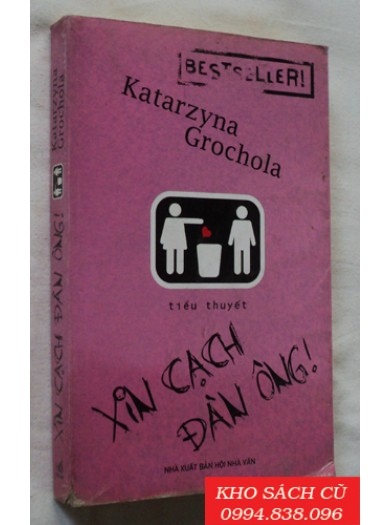 BESTSELLER!
Katarzyna
Grochola
tiểu thuyết
XIN CẠCH
ĐÀN ÔNG!
NHÀ XUẤT BẢN HỘI NHÀ VĂN
Katarzyna
Grochola
XIN CẠCH ĐÀN ÔNG!
KHO SÁCH CŨ
0994.838.096